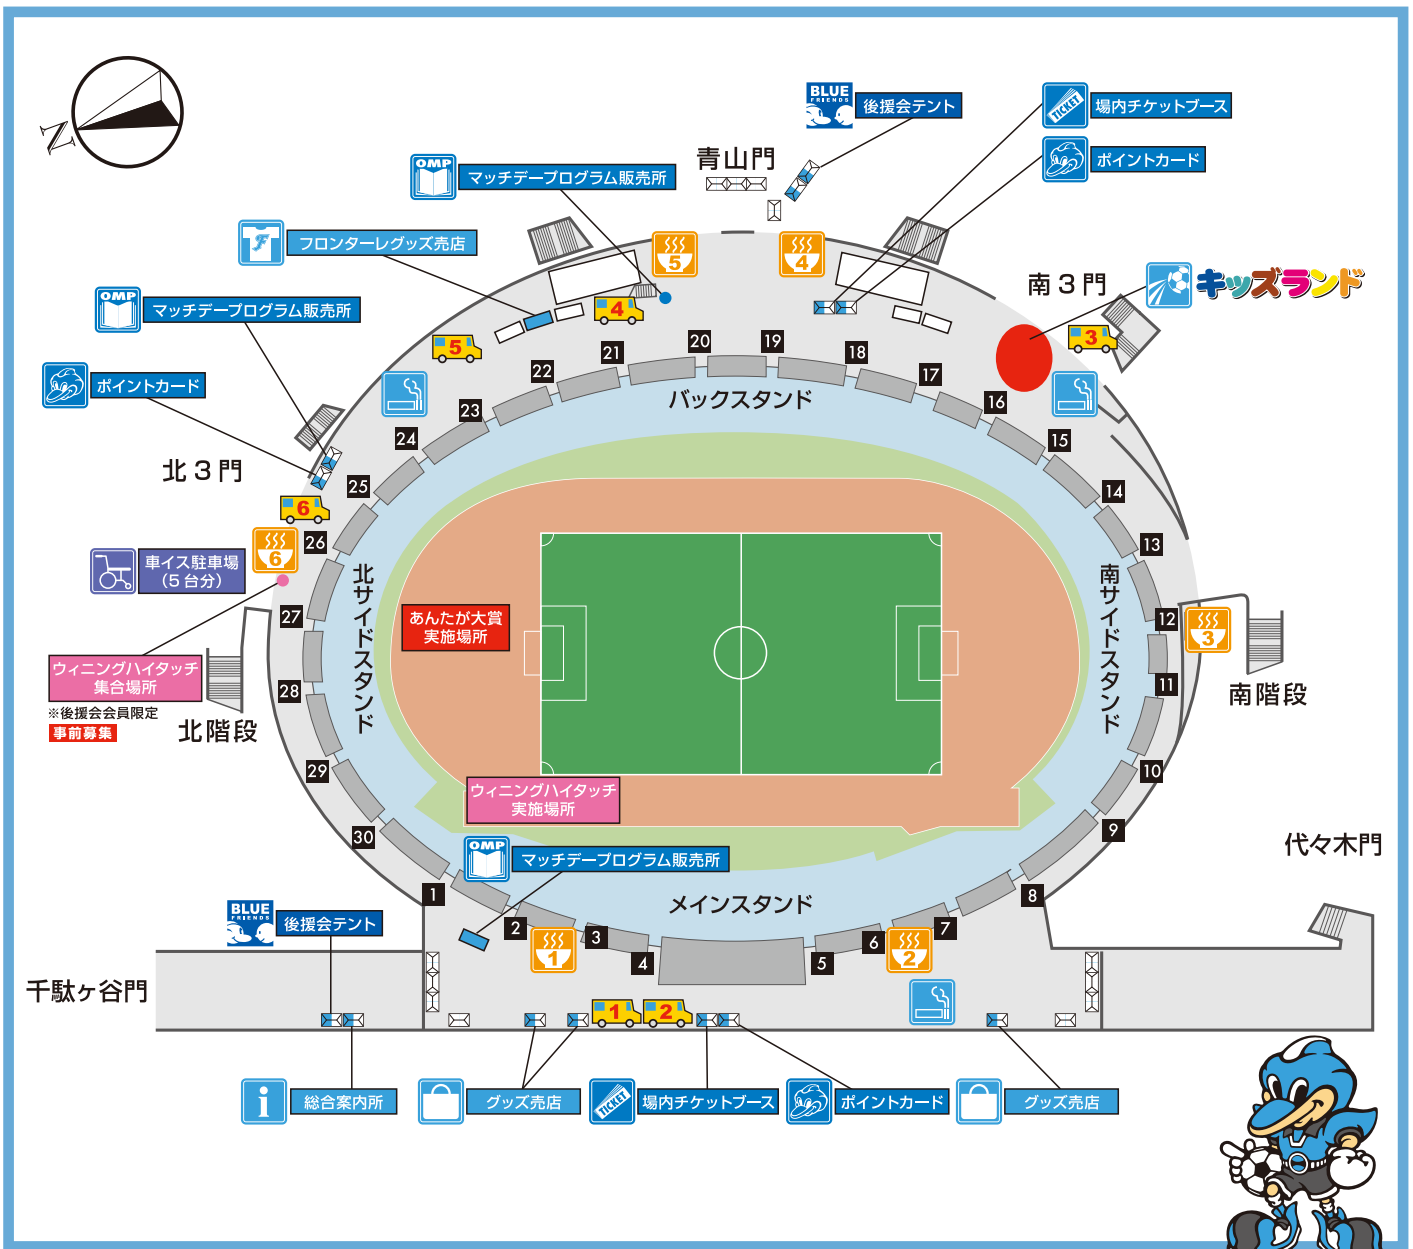 N
BLUE
FRIENDS
後援会テント
TICKET
場内チケットブース
青山門
ポイントカード
OMP
マッチデープログラム販売所
F
フロンターレグッズ売店
5
4
南3門
キッズランド
OMP
マッチデープログラム販売所
4
3
5
20
19
21
18
22
17
ポイントカード
バックスタンド
23
16
24
15
北3門
25
14
6
26
13
6
車イス駐車場
(5台分)
北サイドスタンド
南サイドスタンド
27
あんたが大賞
実施場所
12
3
ウィニングハイタッチ
集合場所
28
11
南階段
※後援会会員限定
事前募集
北階段
29
10
ウィニングハイタッチ
実施場所
30
9
代々木門
OMP
マッチデープログラム販売所
1
8
メインスタンド
BLUE
FRIENDS
後援会テント
2
3
7
6
1
2
4
5
千駄ヶ谷門
1
2
i
総合案内所
グッズ売店
TICKET
場内チケットブース
ポイントカード
グッズ売店